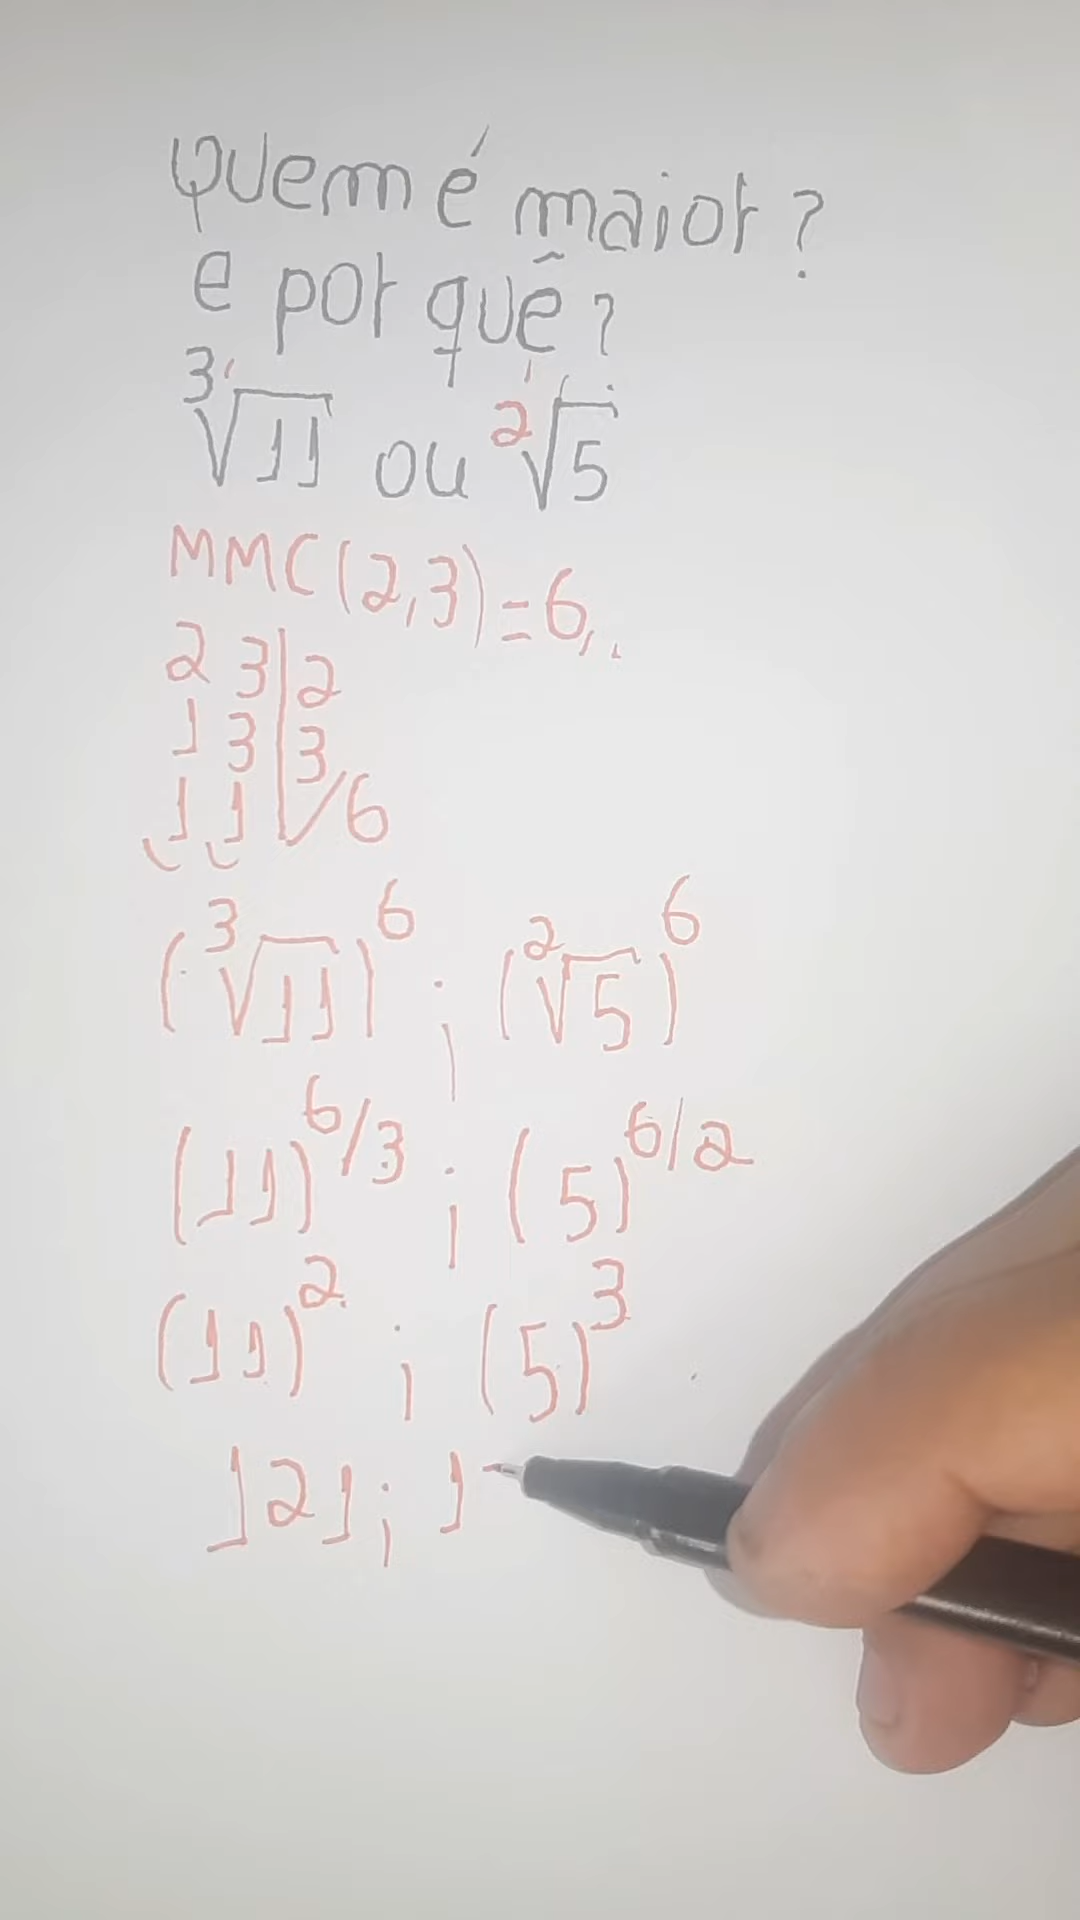 Quem é maior?
e por quê?
³√11 ou ²√5
MMC(2,3)=6,,
2 3|2
1 3|3
1 1|/6
(³√11)⁶ ; (²√5)⁶
(11)^6/3 ; (5)^6/2
(11)² ; (5)³
121; 1